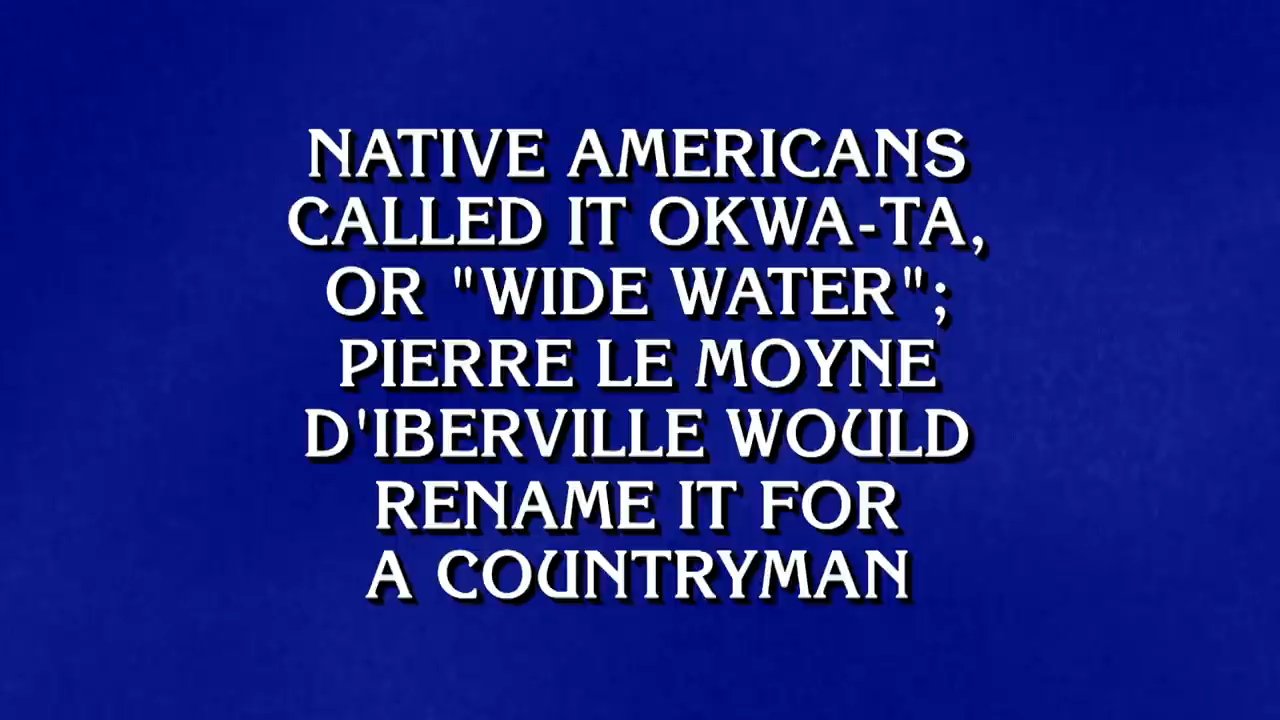 NATIVE AMERICANS
CALLED IT OKWA-TA,
OR "WIDE WATER";
PIERRE LE MOYNE
D'IBERVILLE WOULD
RENAME IT FOR
A COUNTRYMAN